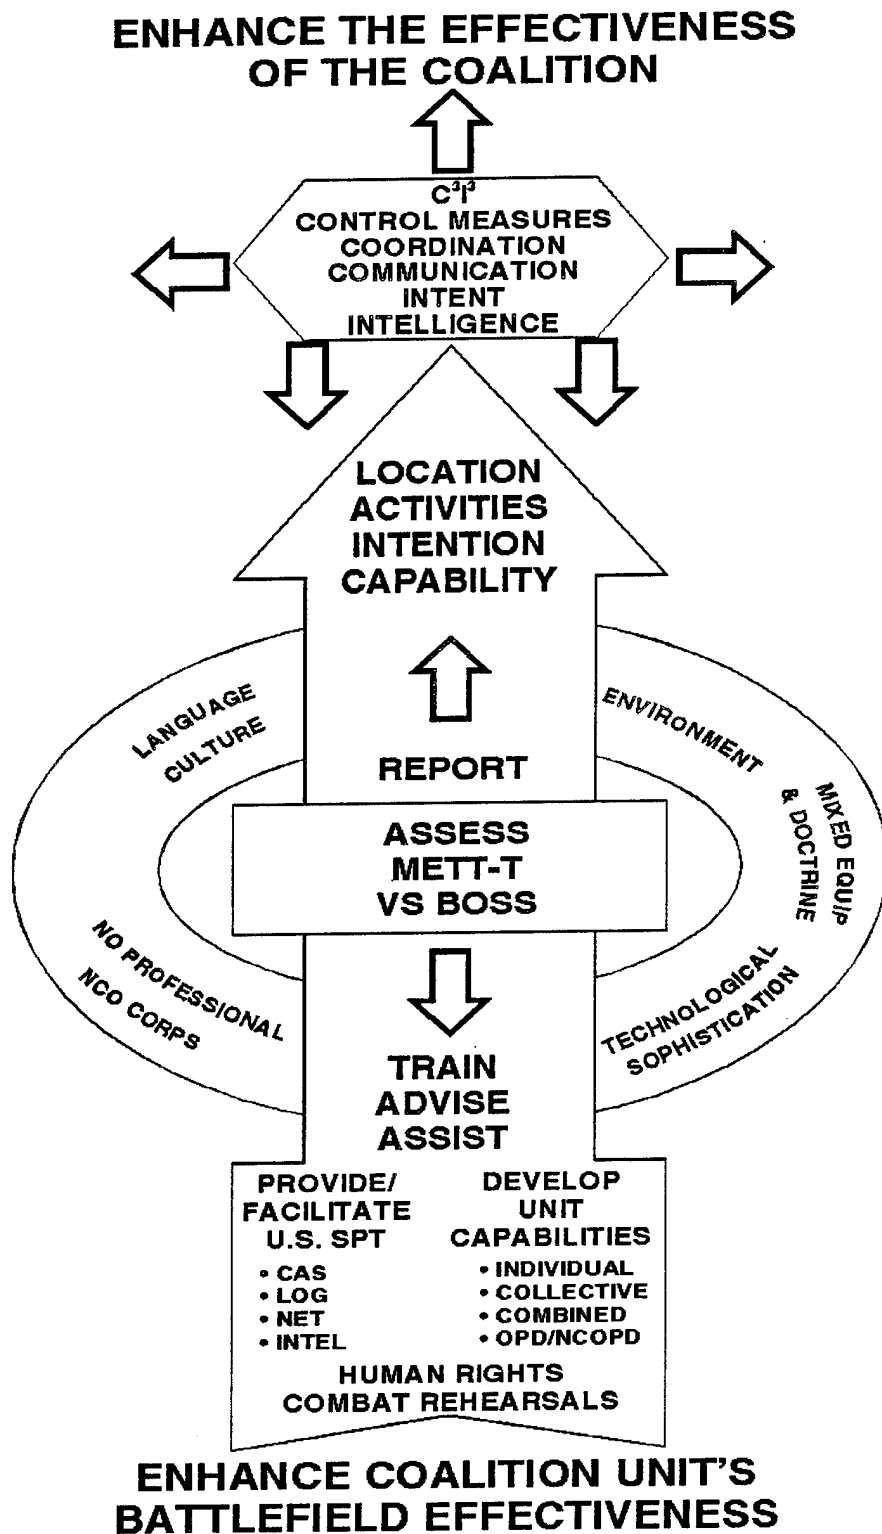 ENHANCE THE EFFECTIVENESS
OF THE COALITION
C³I³
CONTROL MEASURES
COORDINATION
COMMUNICATION
INTENT
INTELLIGENCE
LOCATION
ACTIVITIES
INTENTION
CAPABILITY
LANGUAGE
CULTURE
ENVIRONMENT
MIXED EQUIP
& DOCTRINE
REPORT
ASSESS
METT-T
VS BOSS
NO PROFESSIONAL
NCO CORPS
TECHNOLOGICAL
SOPHISTICATION
TRAIN
ADVISE
ASSIST
PROVIDE/
FACILITATE
U.S. SPT
• CAS
• LOG
• NET
• INTEL
DEVELOP
UNIT
CAPABILITIES
• INDIVIDUAL
• COLLECTIVE
• COMBINED
• OPD/NCOPD
HUMAN RIGHTS
COMBAT REHEARSALS
ENHANCE COALITION UNIT'S
BATTLEFIELD EFFECTIVENESS